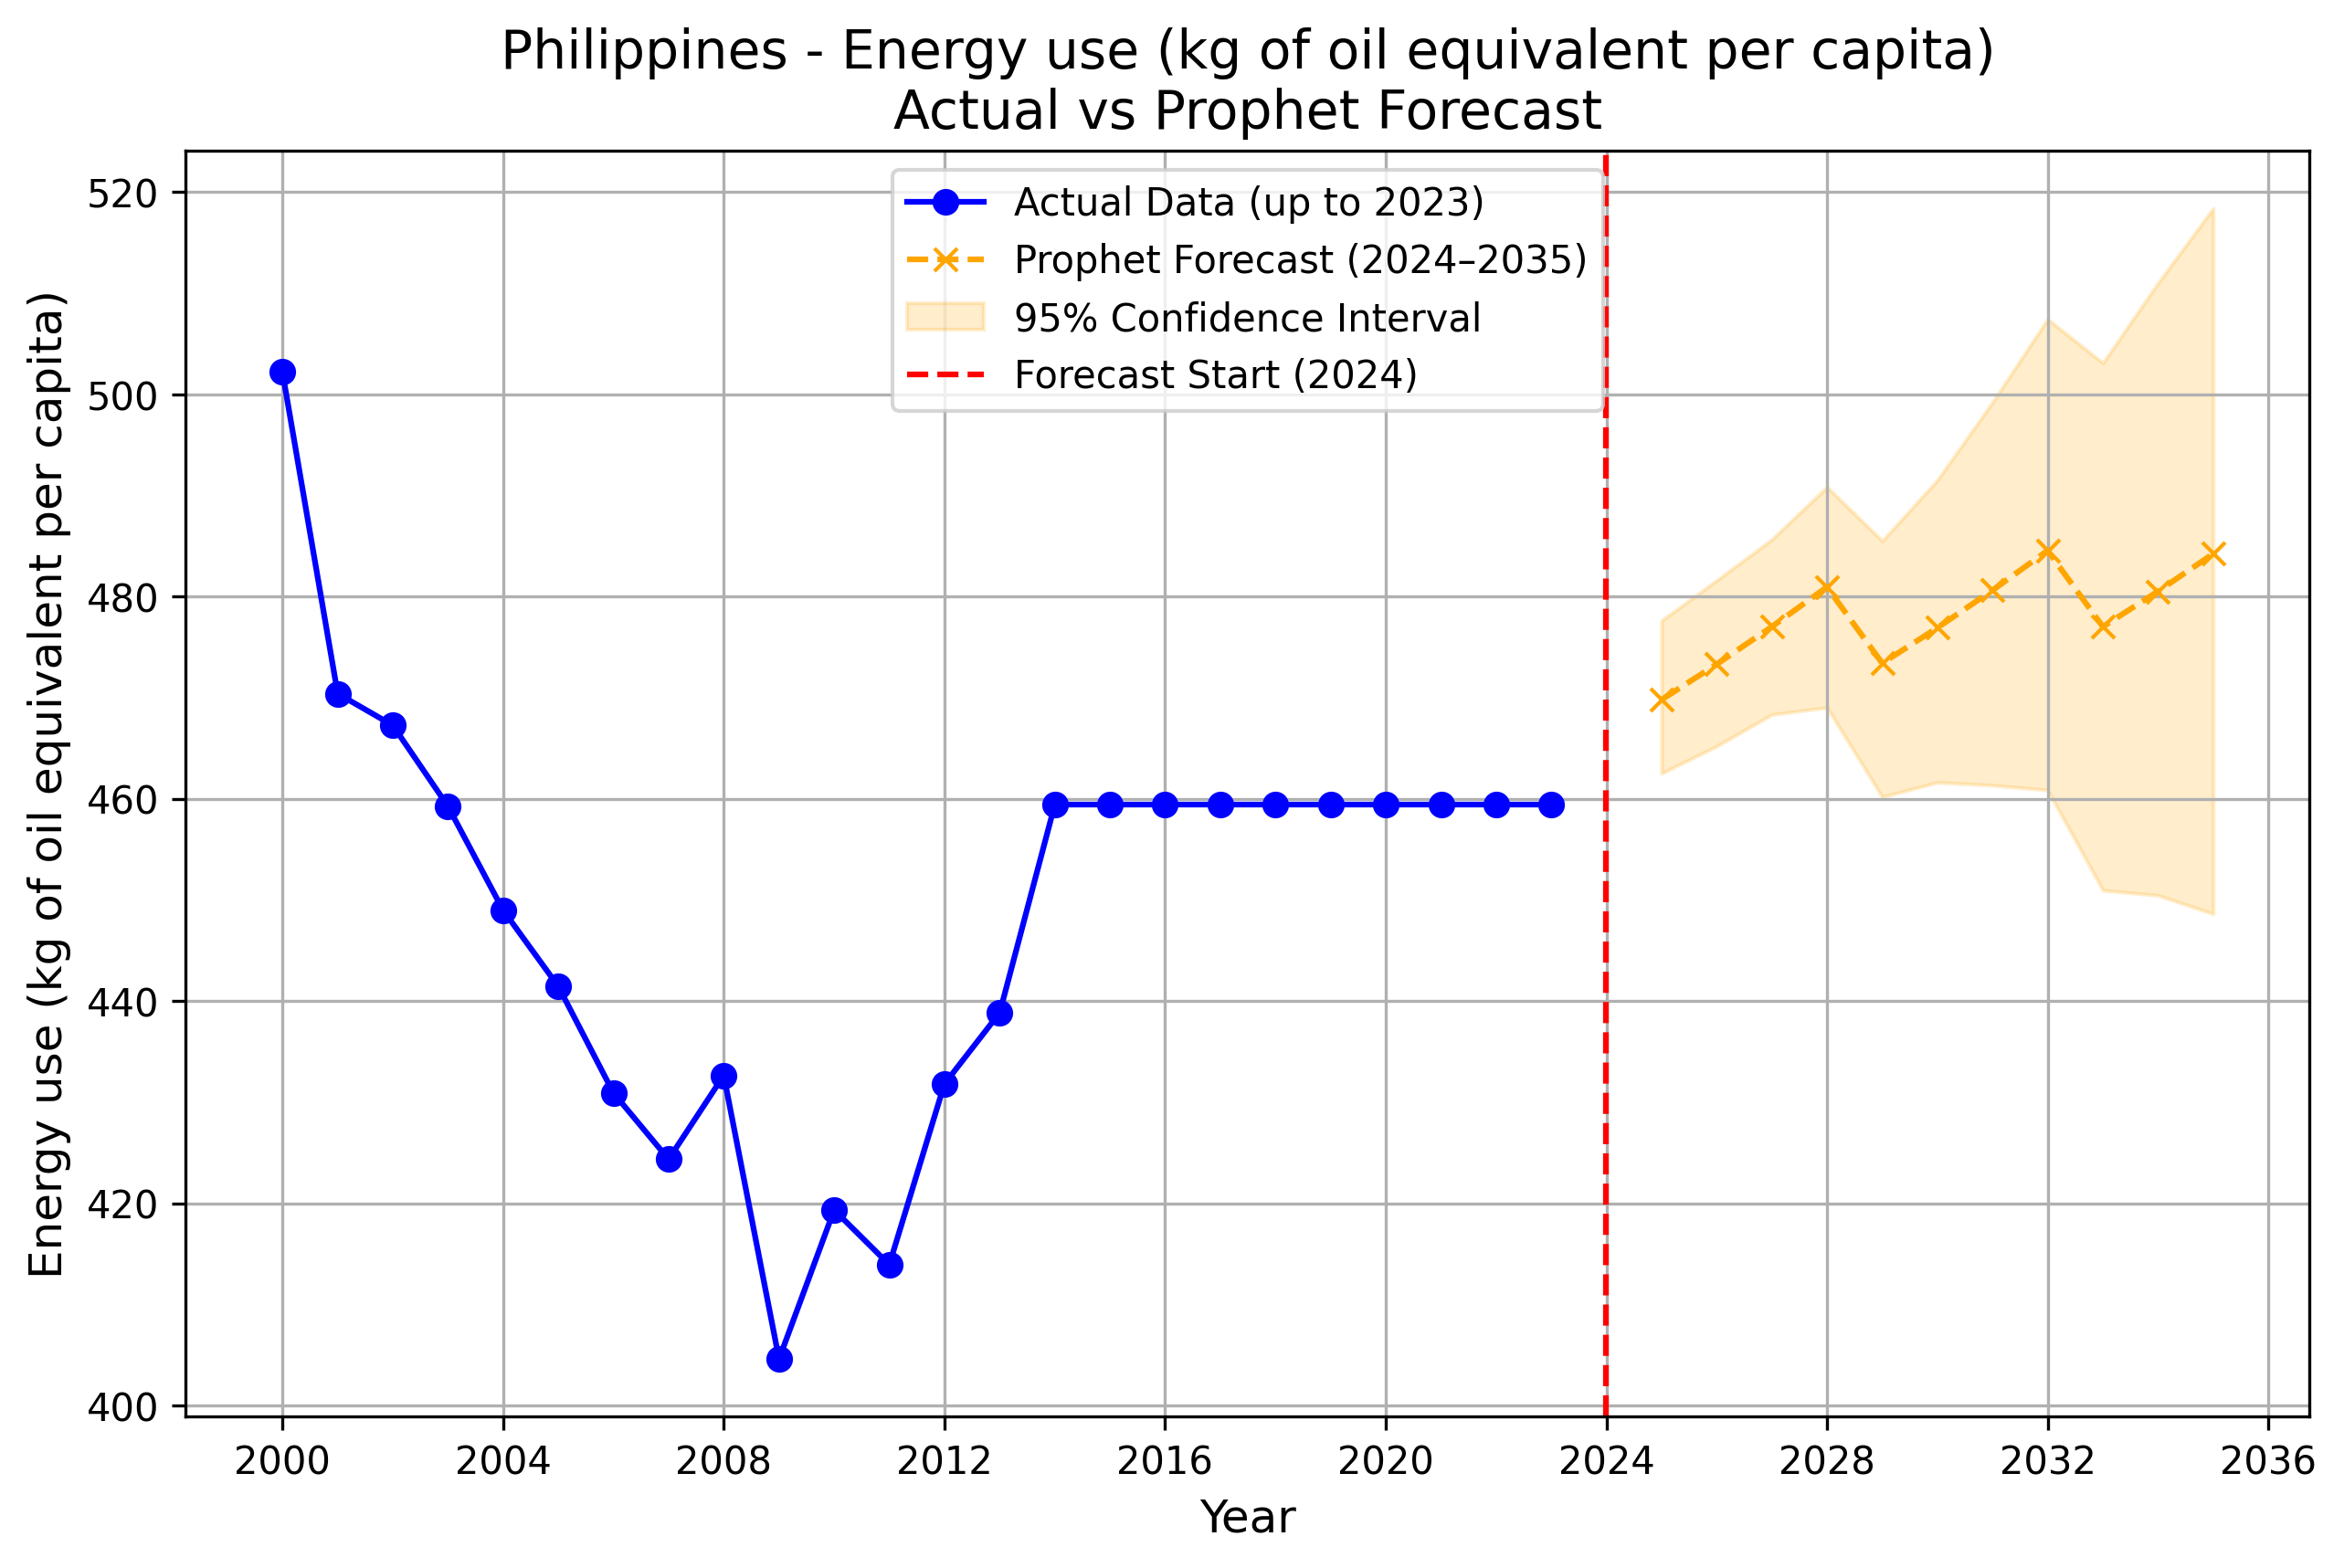 Philippines - Energy use (kg of oil equivalent per capita)
Actual vs Prophet Forecast
Energy use (kg of oil equivalent per capita)
520
500
480
460
440
420
400
Actual Data (up to 2023)
Prophet Forecast (2024–2035)
95% Confidence Interval
Forecast Start (2024)
2000 2004 2008 2012 2016 2020 2024 2028 2032 2036
Year